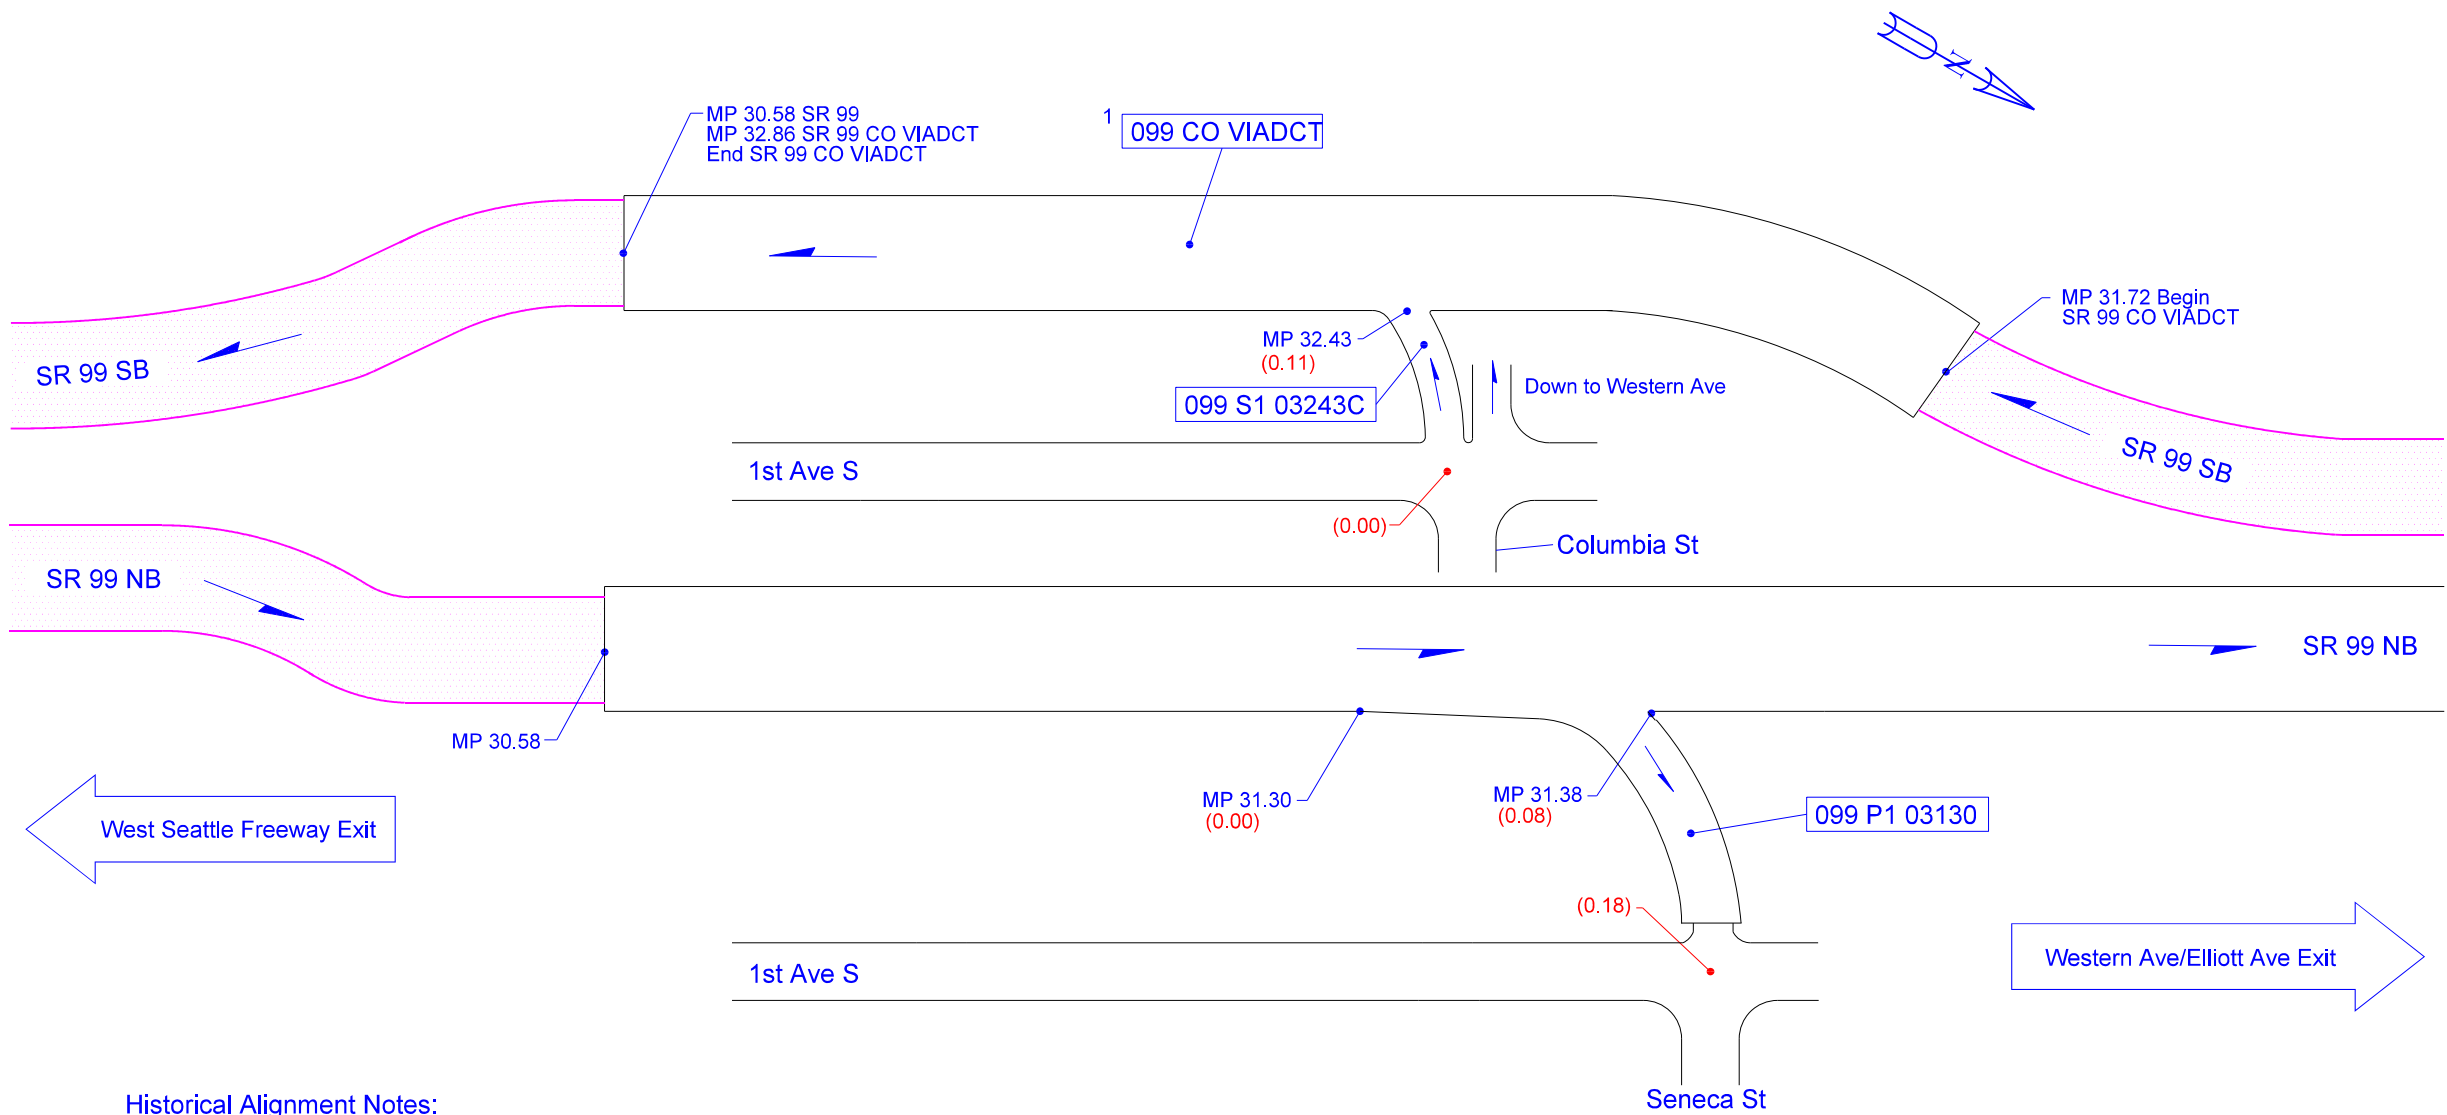 N
MP 30.58 SR 99
MP 32.86 SR 99 CO VIADCT
End SR 99 CO VIADCT
1
099 CO VIADCT
MP 31.72 Begin
SR 99 CO VIADCT
MP 32.43
(0.11)
SR 99 SB
099 S1 03243C
Down to Western Ave
SR 99 SB
1st Ave S
(0.00)
Columbia St
SR 99 NB
SR 99 NB
MP 30.58
MP 31.30
(0.00)
MP 31.38
(0.08)
099 P1 03130
West Seattle Freeway Exit
(0.18)
Western Ave/Elliott Ave Exit
1st Ave S
Seneca St
Historical Alignment Notes: